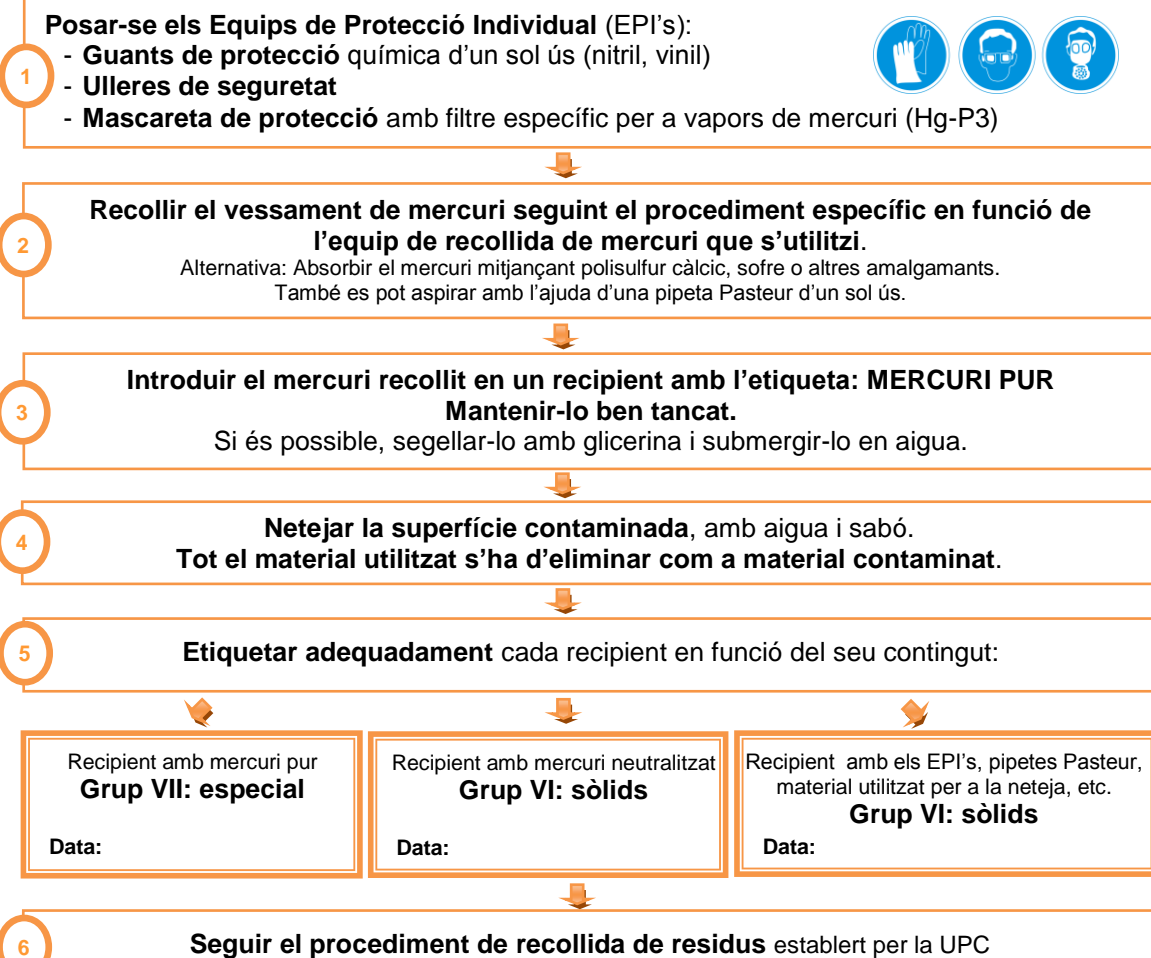 Posar-se els Equips de Protecció Individual (EPI’s):
1
- Guants de protecció química d’un sol ús (nitril, vinil)
- Ulleres de seguretat
- Mascareta de protecció amb filtre específic per a vapors de mercuri (Hg-P3)
2
Recollir el vessament de mercuri seguint el procediment específic en funció de
l’equip de recollida de mercuri que s’utilitzi.
Alternativa: Absorbir el mercuri mitjançant polisulfur càlcic, sofre o altres amalgamants.
També es pot aspirar amb l’ajuda d’una pipeta Pasteur d’un sol ús.
3
Introduir el mercuri recollit en un recipient amb l’etiqueta: MERCURI PUR
Mantenir-lo ben tancat.
Si és possible, segellar-lo amb glicerina i submergir-lo en aigua.
4
Netejar la superfície contaminada, amb aigua i sabó.
Tot el material utilitzat s’ha d’eliminar com a material contaminat.
5
Etiquetar adequadament cada recipient en funció del seu contingut:
Recipient amb mercuri pur
Grup VII: especial
Data:
Recipient amb mercuri neutralitzat
Grup VI: sòlids
Data:
Recipient amb els EPI’s, pipetes Pasteur,
material utilitzat per a la neteja, etc.
Grup VI: sòlids
Data:
6
Seguir el procediment de recollida de residus establert per la UPC